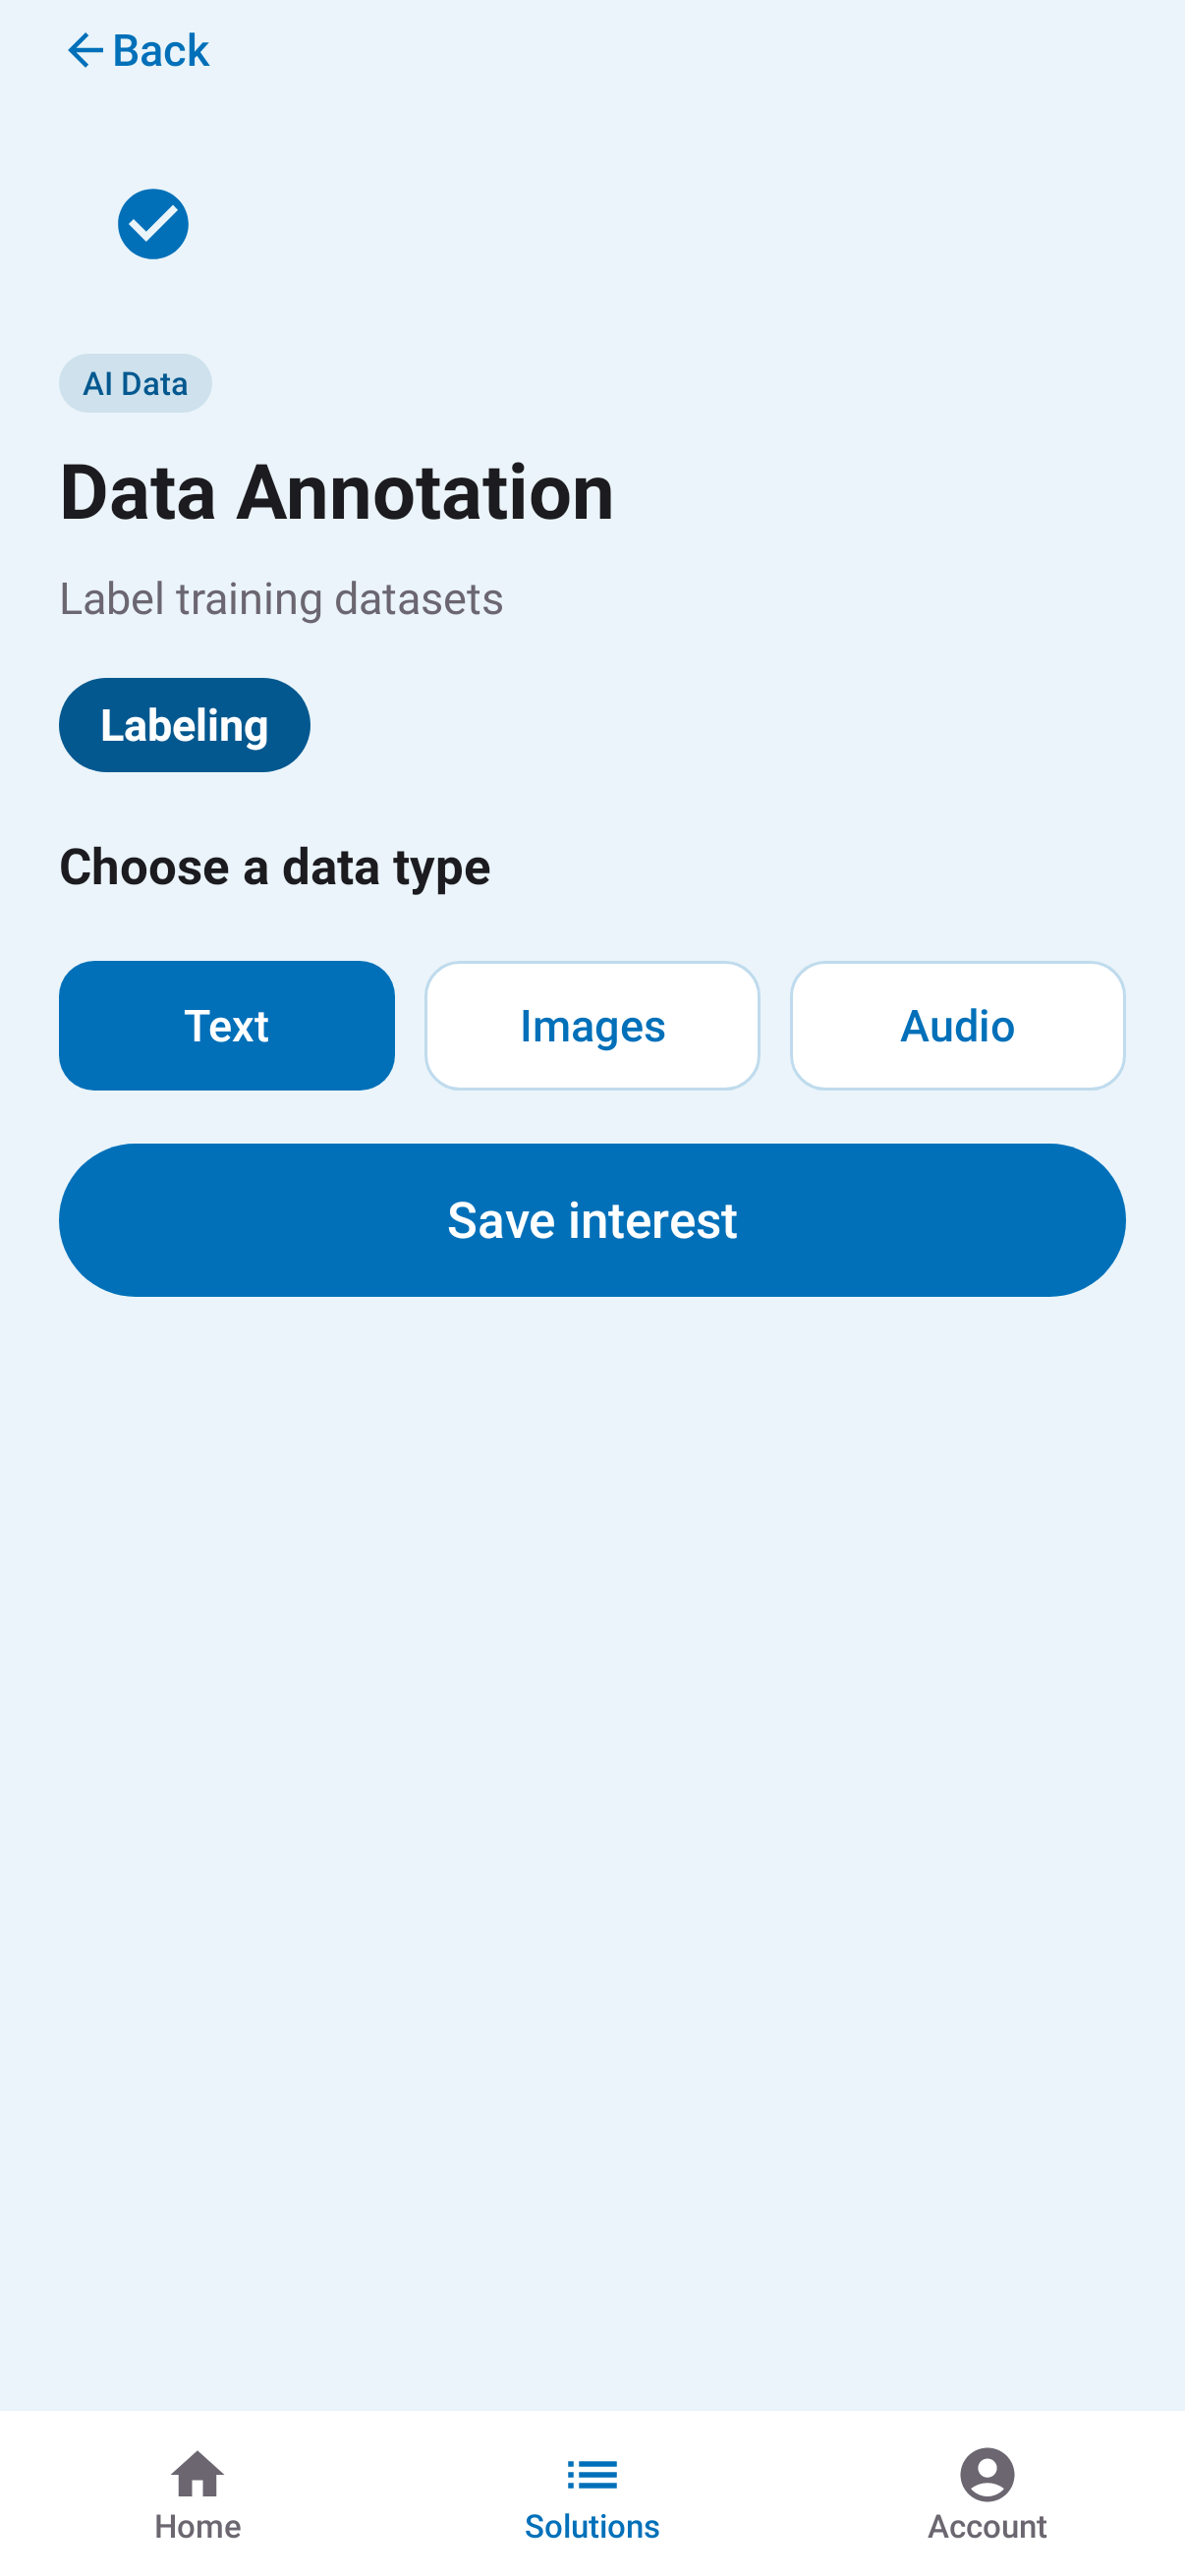 Back
AI Data
Data Annotation
Label training datasets
Labeling
Choose a data type
Text Images Audio
Save interest
Home Solutions Account